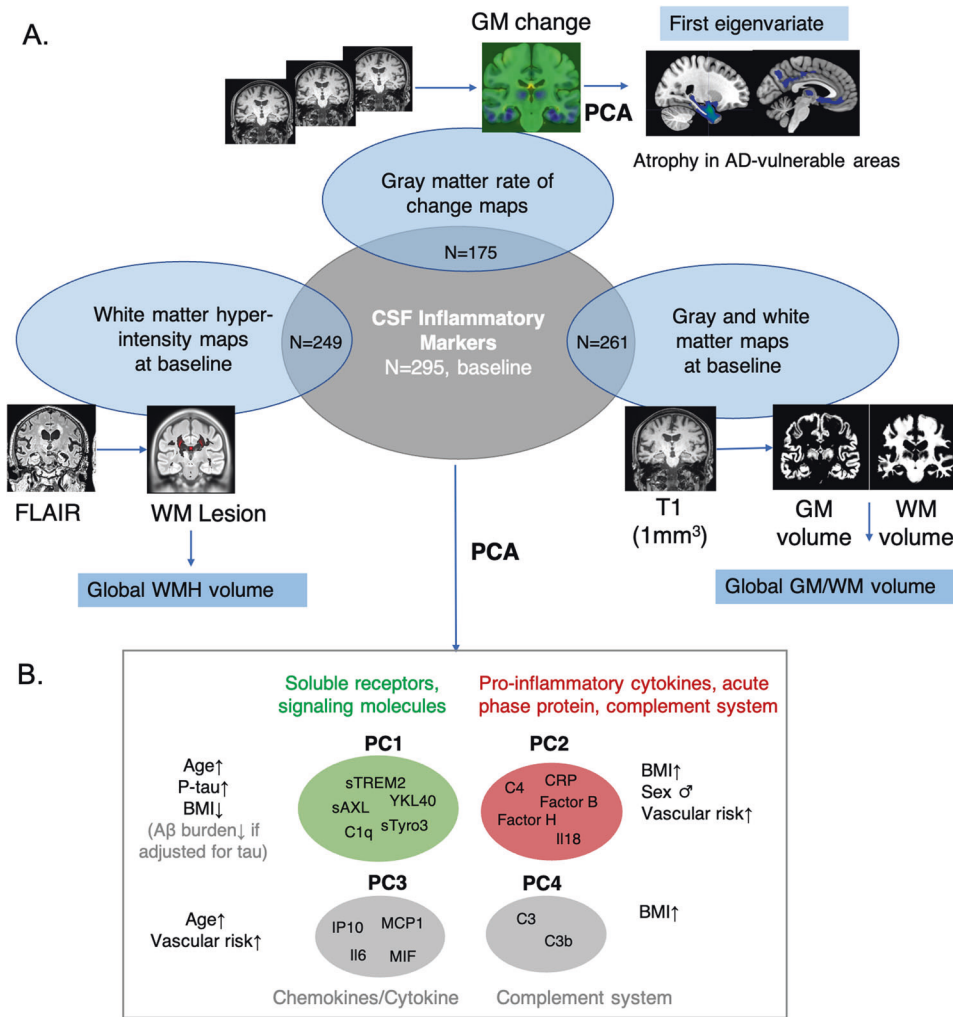 A.
GM change
First eigenvariate
PCA
Atrophy in AD-vulnerable areas
Gray matter rate of
change maps
N=175
White matter hyper-
intensity maps
at baseline
N=249
CSF Inflammatory
Markers
N=295, baseline
N=261
Gray and white
matter maps
at baseline
FLAIR
WM Lesion
T1
(1mm³)
GM
volume
WM
volume
Global WMH volume
PCA
Global GM/WM volume
B.
Soluble receptors,
signaling molecules
Pro-inflammatory cytokines, acute
phase protein, complement system
PC1
PC2
Age↑
P-tau↑
BMI↓
(Aβ burden↓ if
adjusted for tau)
sTREM2
sAXL
YKL40
C1q
sTyro3
C4
CRP
Factor B
Factor H
Il18
BMI↑
Sex ♂
Vascular risk↑
PC3
PC4
Age↑
Vascular risk↑
IP10
MCP1
Il6
MIF
C3
C3b
BMI↑
Chemokines/Cytokine
Complement system